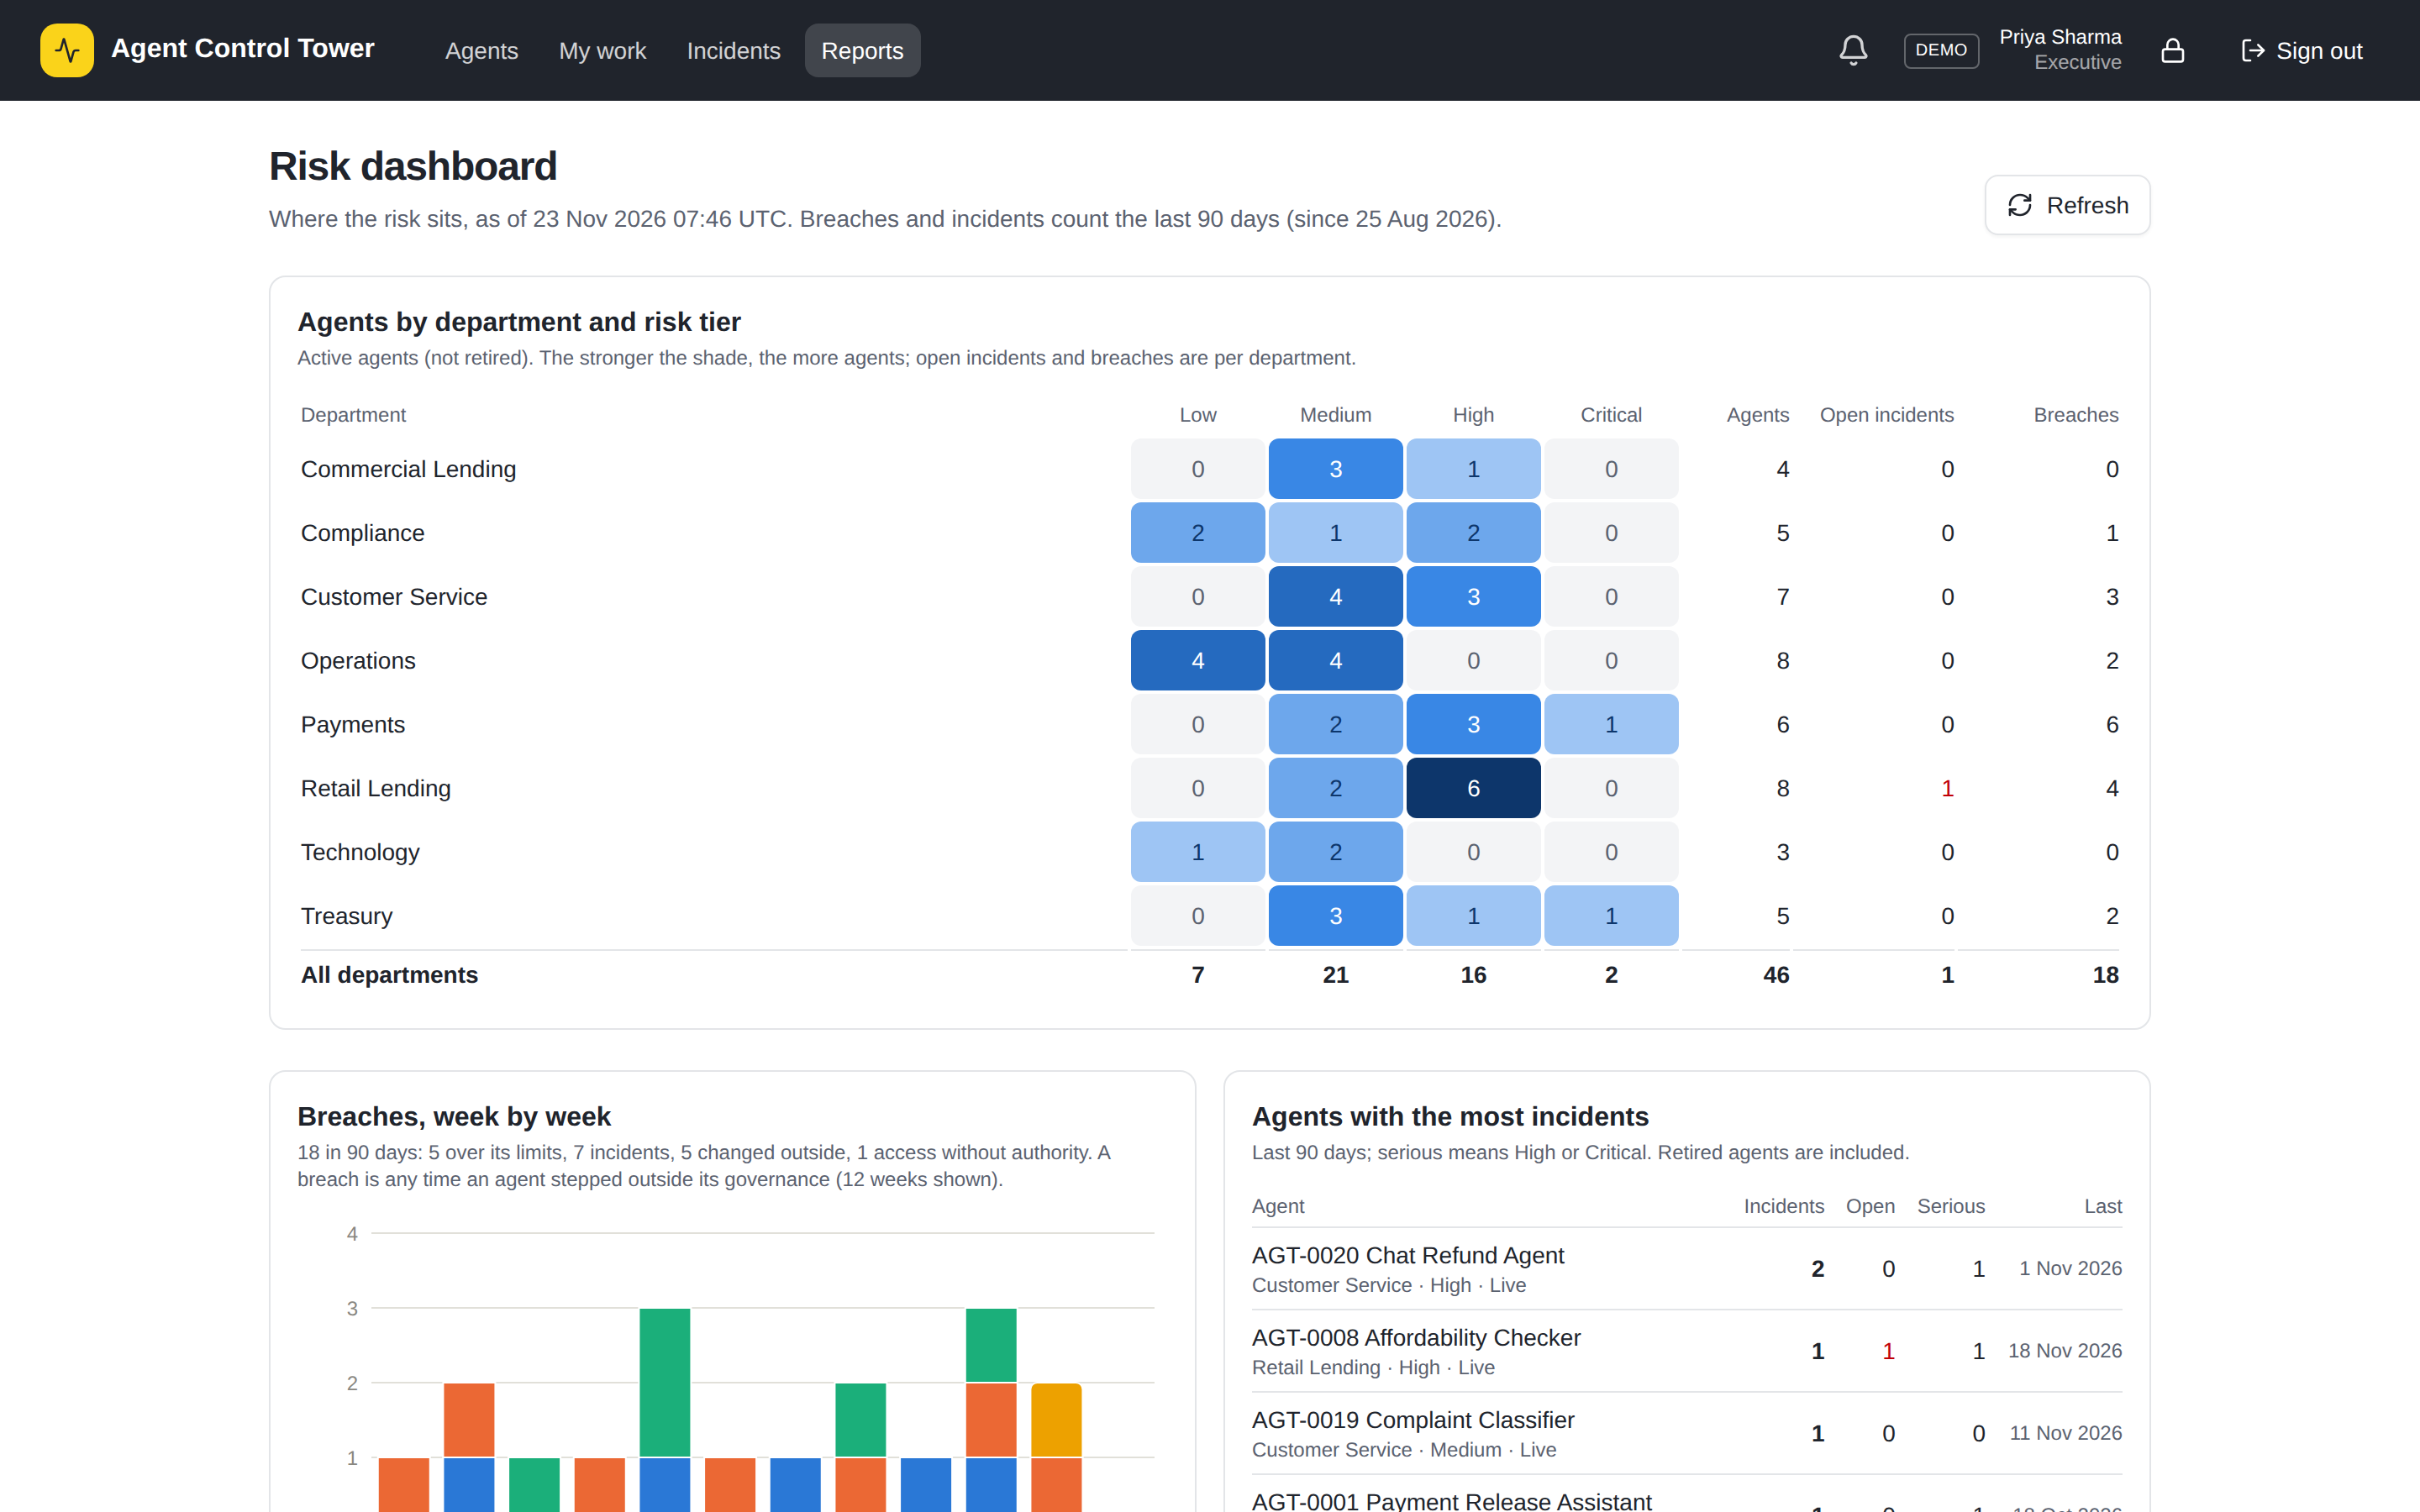 Agent Control Tower
Agents
My work
Incidents
Reports
DEMO
Priya Sharma
Executive
Sign out
Risk dashboard
Where the risk sits, as of 23 Nov 2026 07:46 UTC. Breaches and incidents count the last 90 days (since 25 Aug 2026).
Refresh
Agents by department and risk tier
Active agents (not retired). The stronger the shade, the more agents; open incidents and breaches are per department.
Department Low Medium High Critical Agents Open incidents Breaches
Commercial Lending 0 3 1 0 4 0 0
Compliance 2 1 2 0 5 0 1
Customer Service 0 4 3 0 7 0 3
Operations 4 4 0 0 8 0 2
Payments 0 2 3 1 6 0 6
Retail Lending 0 2 6 0 8 1 4
Technology 1 2 0 0 3 0 0
Treasury 0 3 1 1 5 0 2
All departments 7 21 16 2 46 1 18
Breaches, week by week
18 in 90 days: 5 over its limits, 7 incidents, 5 changed outside, 1 access without authority. A
breach is any time an agent stepped outside its governance (12 weeks shown).
4
3
2
1
Agents with the most incidents
Last 90 days; serious means High or Critical. Retired agents are included.
Agent Incidents Open Serious Last
AGT-0020 Chat Refund Agent
Customer Service · High · Live
2 0 1 1 Nov 2026
AGT-0008 Affordability Checker
Retail Lending · High · Live
1 1 1 18 Nov 2026
AGT-0019 Complaint Classifier
Customer Service · Medium · Live
1 0 0 11 Nov 2026
AGT-0001 Payment Release Assistant